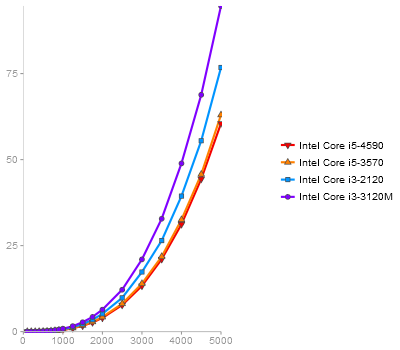 75
50
25
0
0 1000 2000 3000 4000 5000
Intel Core i5-4590
Intel Core i5-3570
Intel Core i3-2120
Intel Core i3-3120M